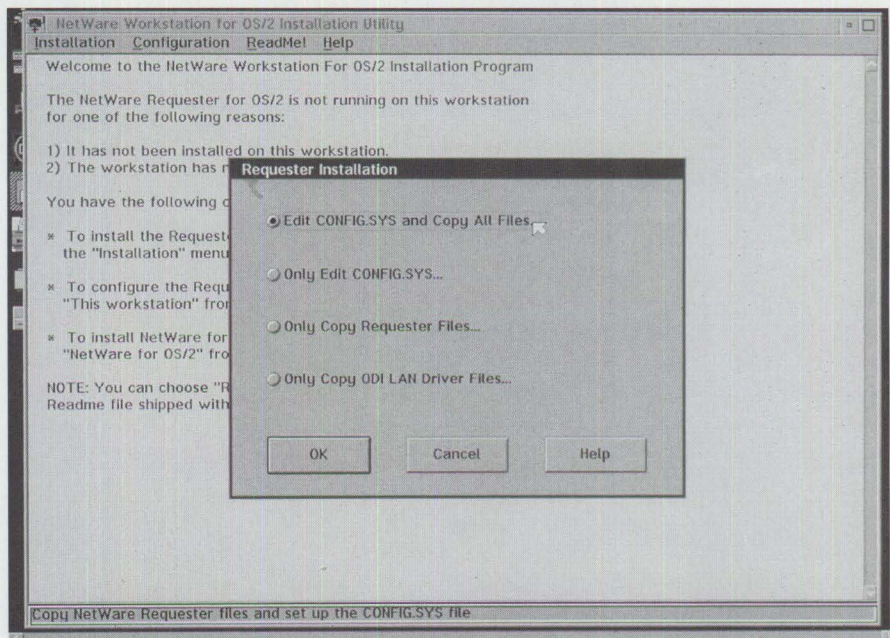 NetWare Workstation for OS/2 Installation Utility
Installation Configuration ReadMe! Help
Welcome to the NetWare Workstation For OS/2 Installation Program
The NetWare Requester for OS/2 is not running on this workstation
for one of the following reasons:
1) It has not been installed on this workstation.
2) The workstation has
You have the following
* To install the
the "Installation" menu
* To configure the
"This workstation"
* To install NetWare for
"NetWare for OS/2"
NOTE: You can choose
Readme file shipped with
Requester Installation
Edit CONFIG.SYS and Copy All Files...
Only Edit CONFIG.SYS...
Only Copy Requester Files...
Only Copy ODI LAN Driver Files...
OK Cancel Help
Copy NetWare Requester files and set up the CONFIG.SYS file